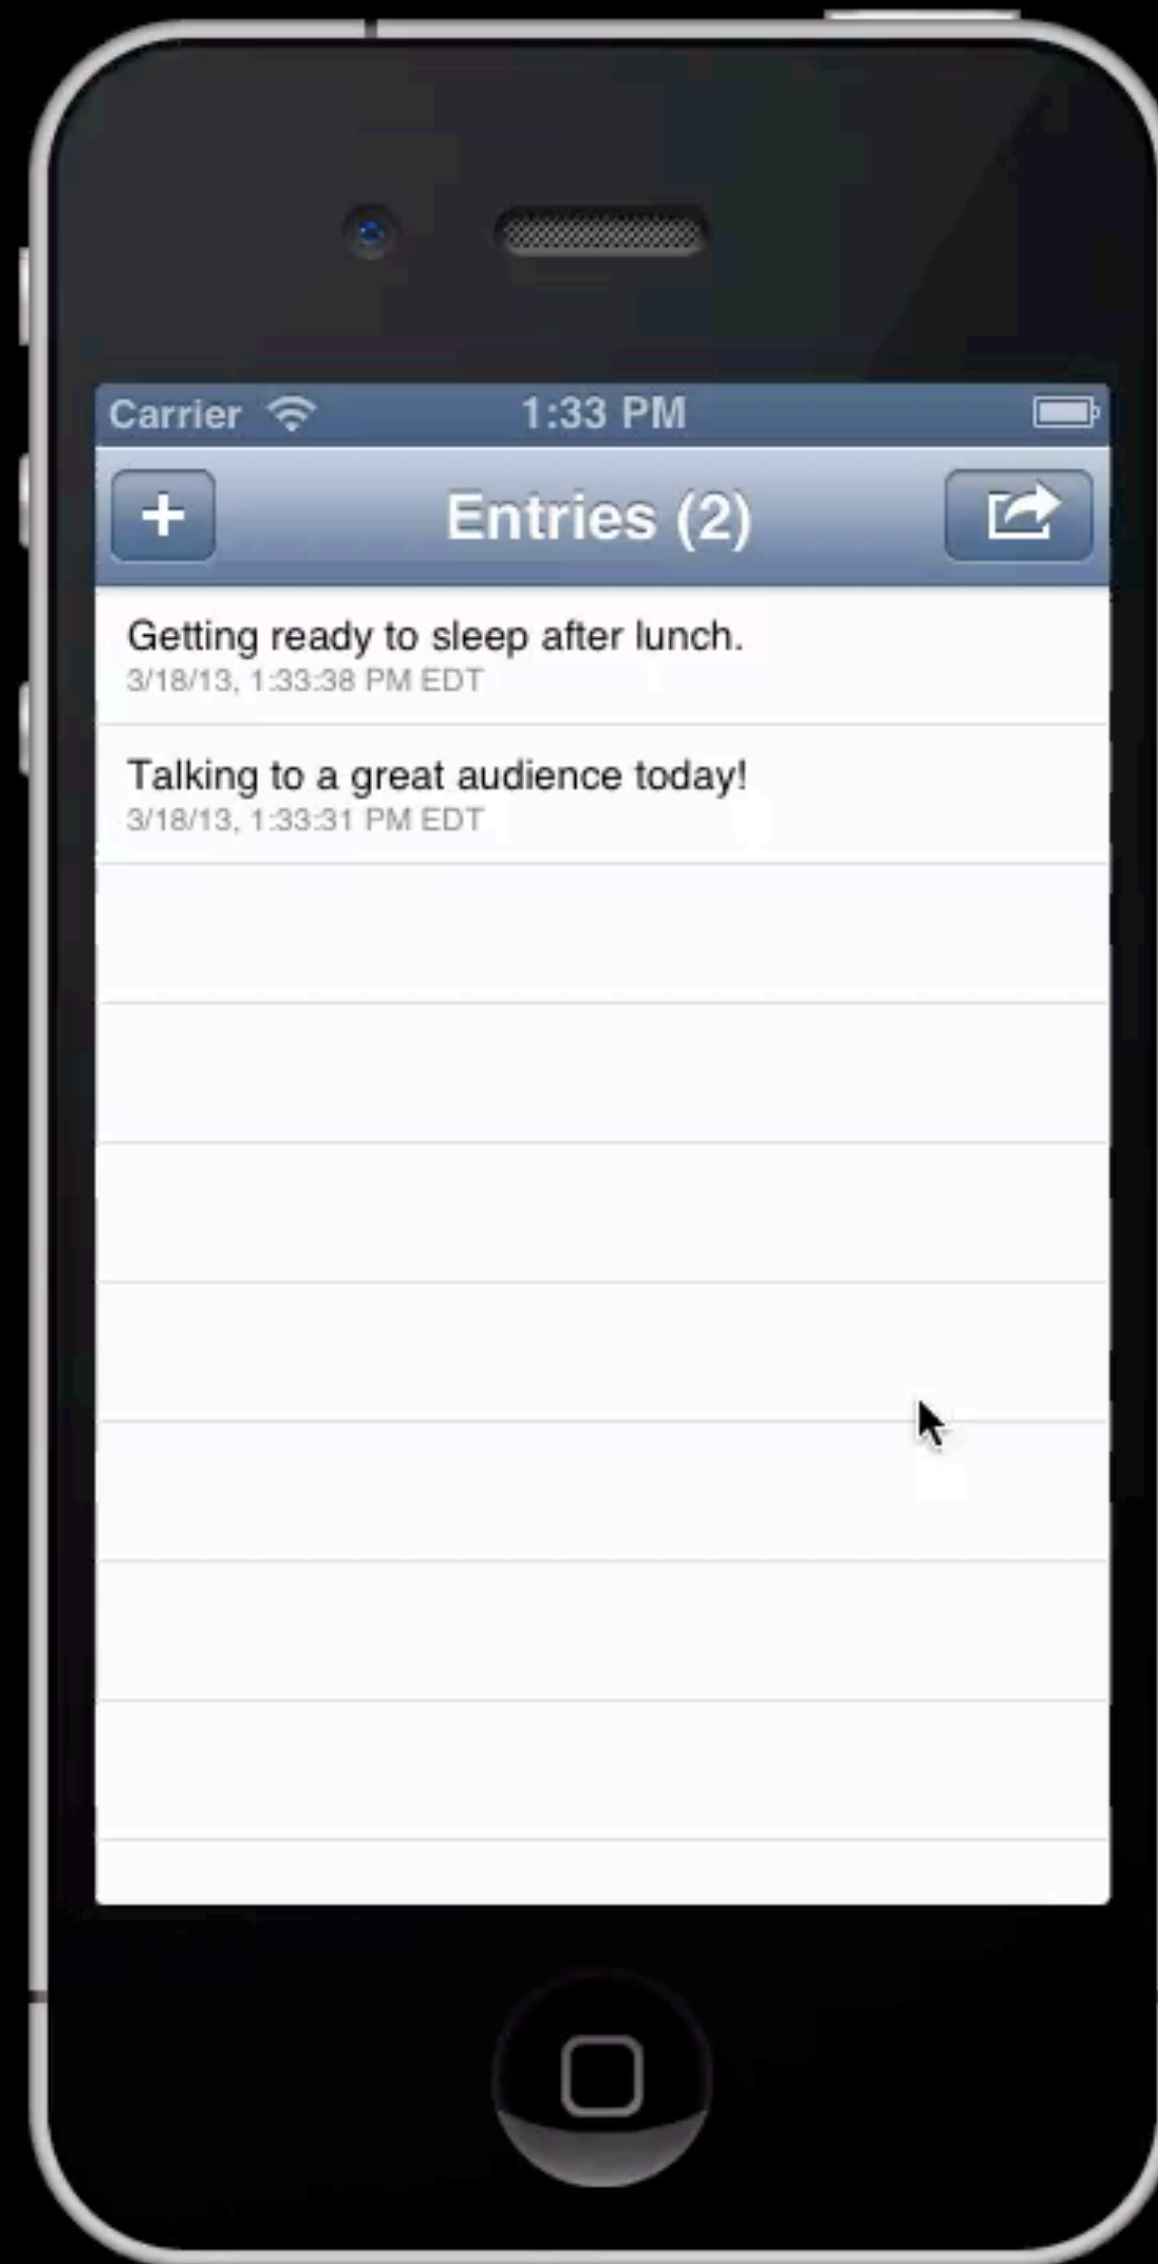 Carrier 1:33 PM
+ Entries (2)
Getting ready to sleep after lunch.
3/18/13, 1:33:38 PM EDT
Talking to a great audience today!
3/18/13, 1:33:31 PM EDT